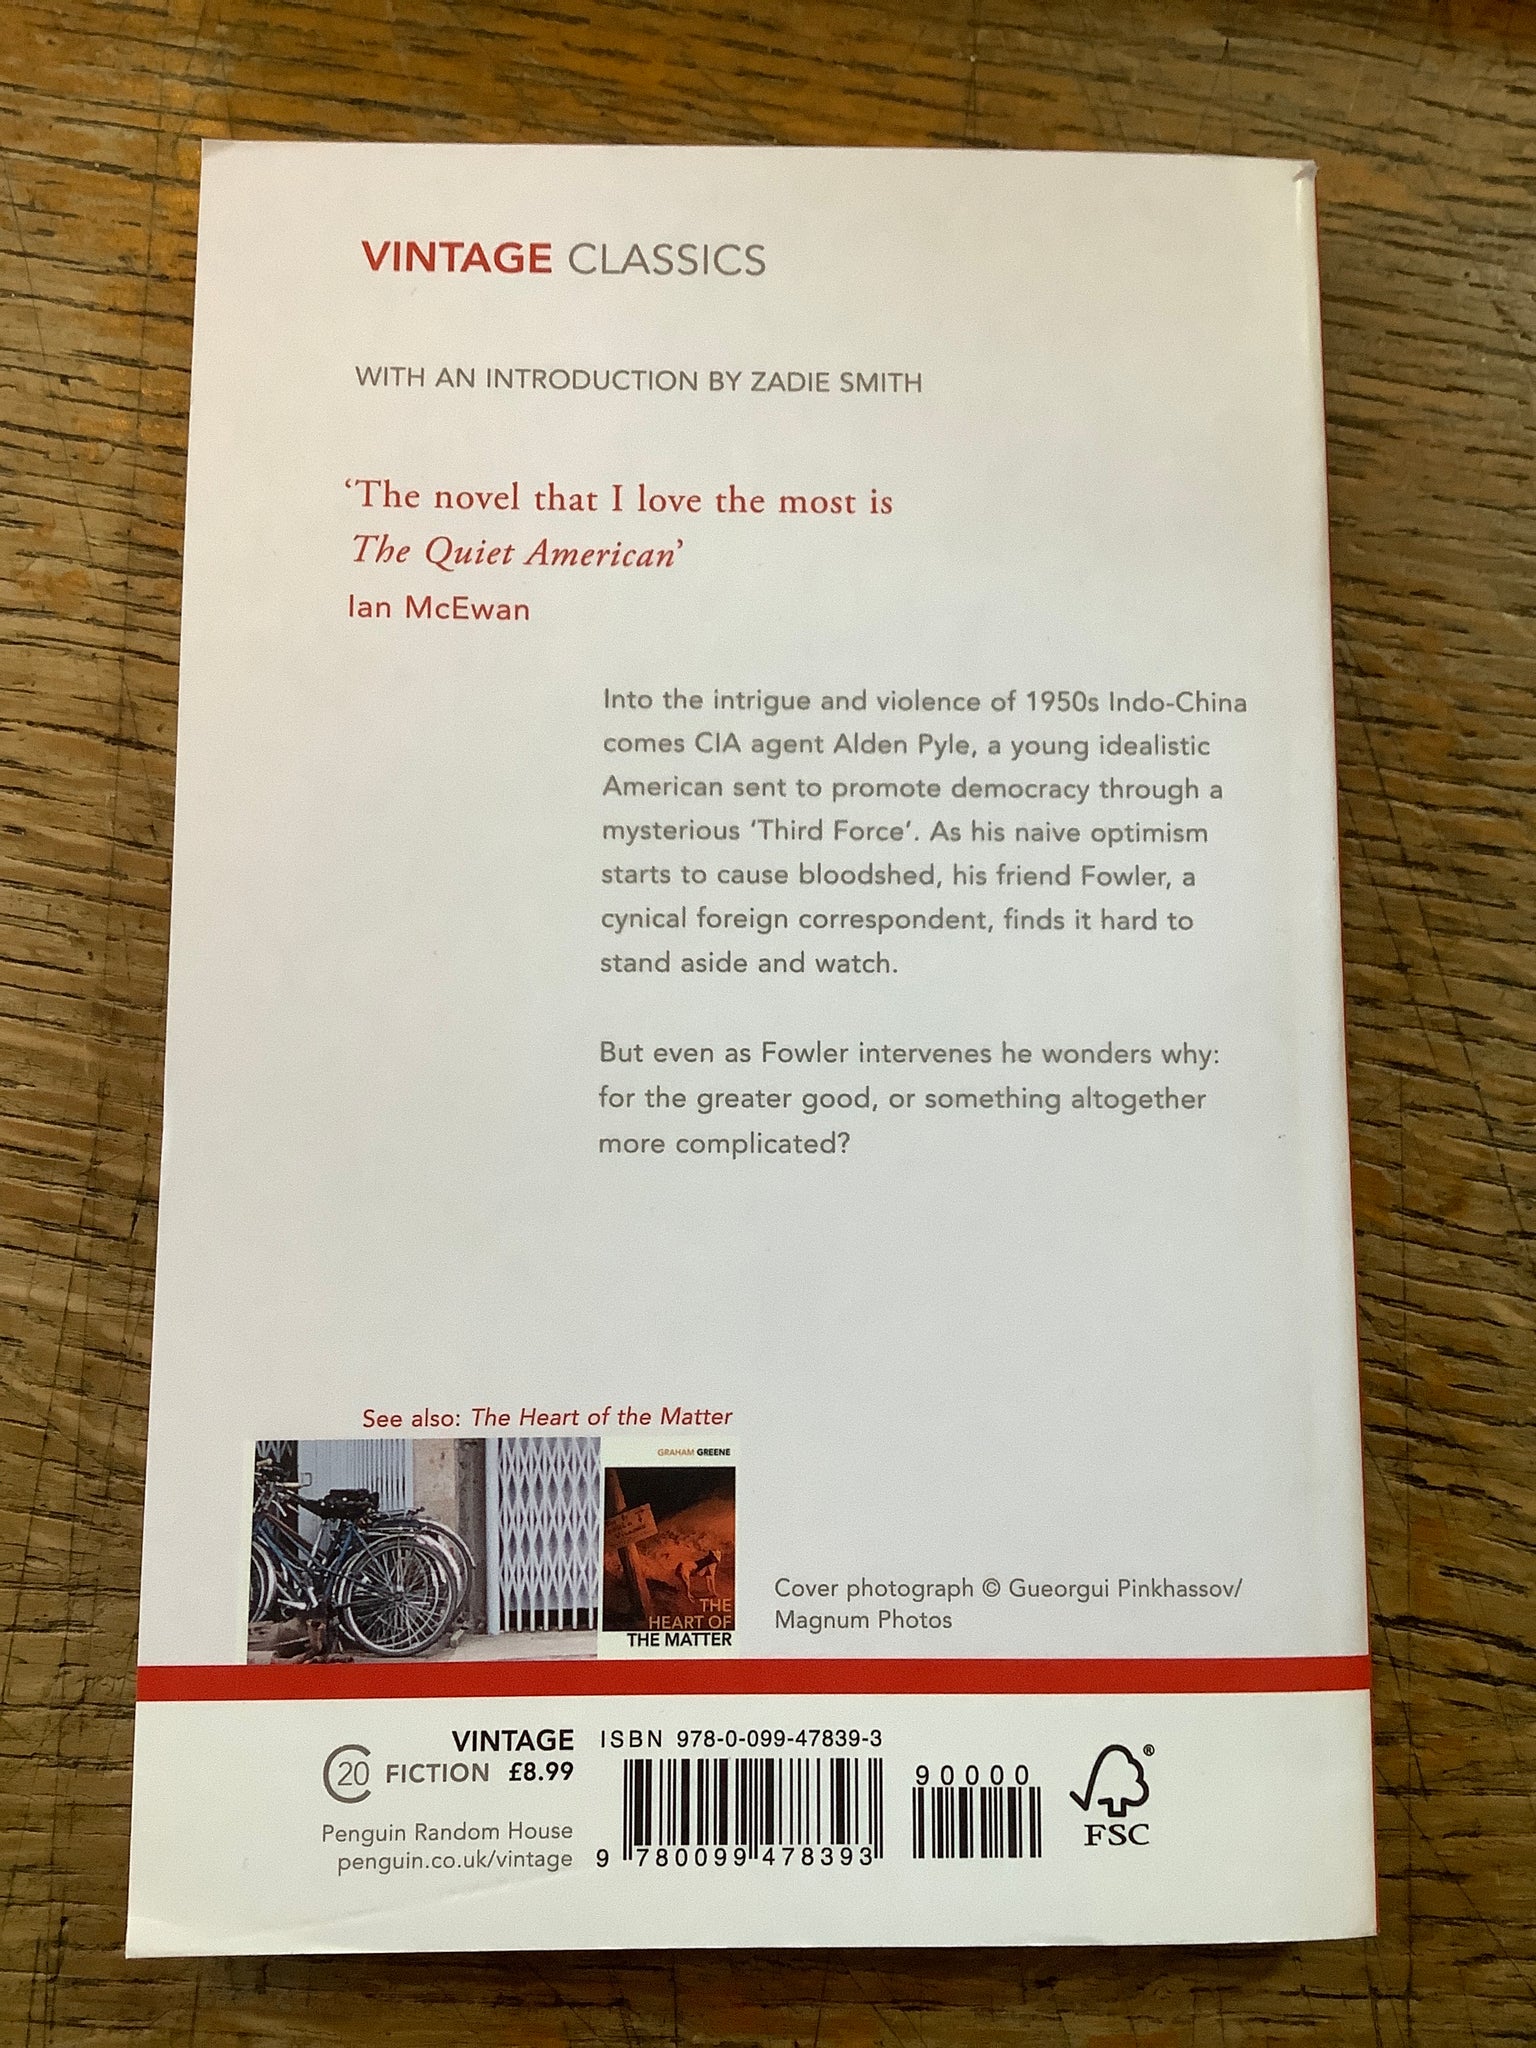 VINTAGE CLASSICS
WITH AN INTRODUCTION BY ZADIE SMITH
‘The novel that I love the most is
The Quiet American’
Ian McEwan
Into the intrigue and violence of 1950s Indo-China
comes CIA agent Alden Pyle, a young idealistic
American sent to promote democracy through a
mysterious ‘Third Force’. As his naive optimism
starts to cause bloodshed, his friend Fowler, a
cynical foreign correspondent, finds it hard to
stand aside and watch.
But even as Fowler intervenes he wonders why:
for the greater good, or something altogether
more complicated?
See also: The Heart of the Matter
GRAHAM GREENE
THE
HEART OF
THE MATTER
Cover photograph © Gueorgui Pinkhassov/
Magnum Photos
VINTAGE
C20 FICTION £8.99
Penguin Random House
penguin.co.uk/vintage
ISBN 978-0-099-47839-3
9 780099 478393
90000
®
FSC